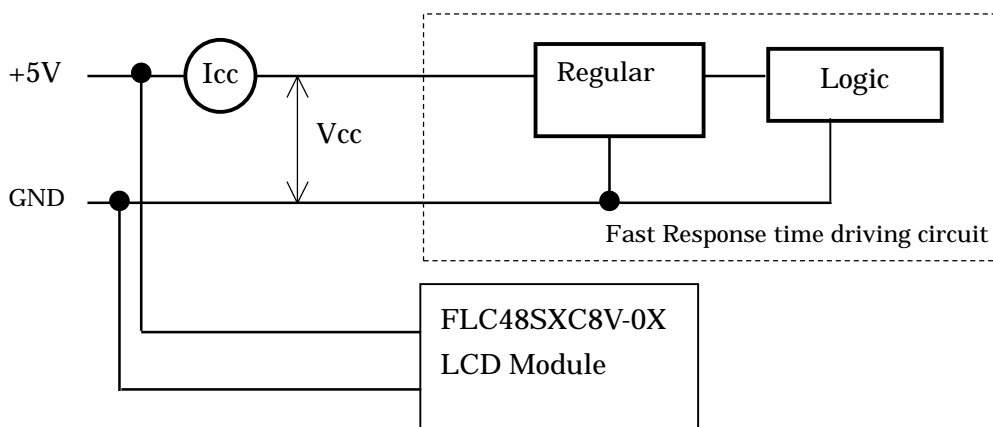 +5V
Icc
Regular
Logic
Vcc
GND
Fast Response time driving circuit
FLC48SXC8V-0X
LCD Module